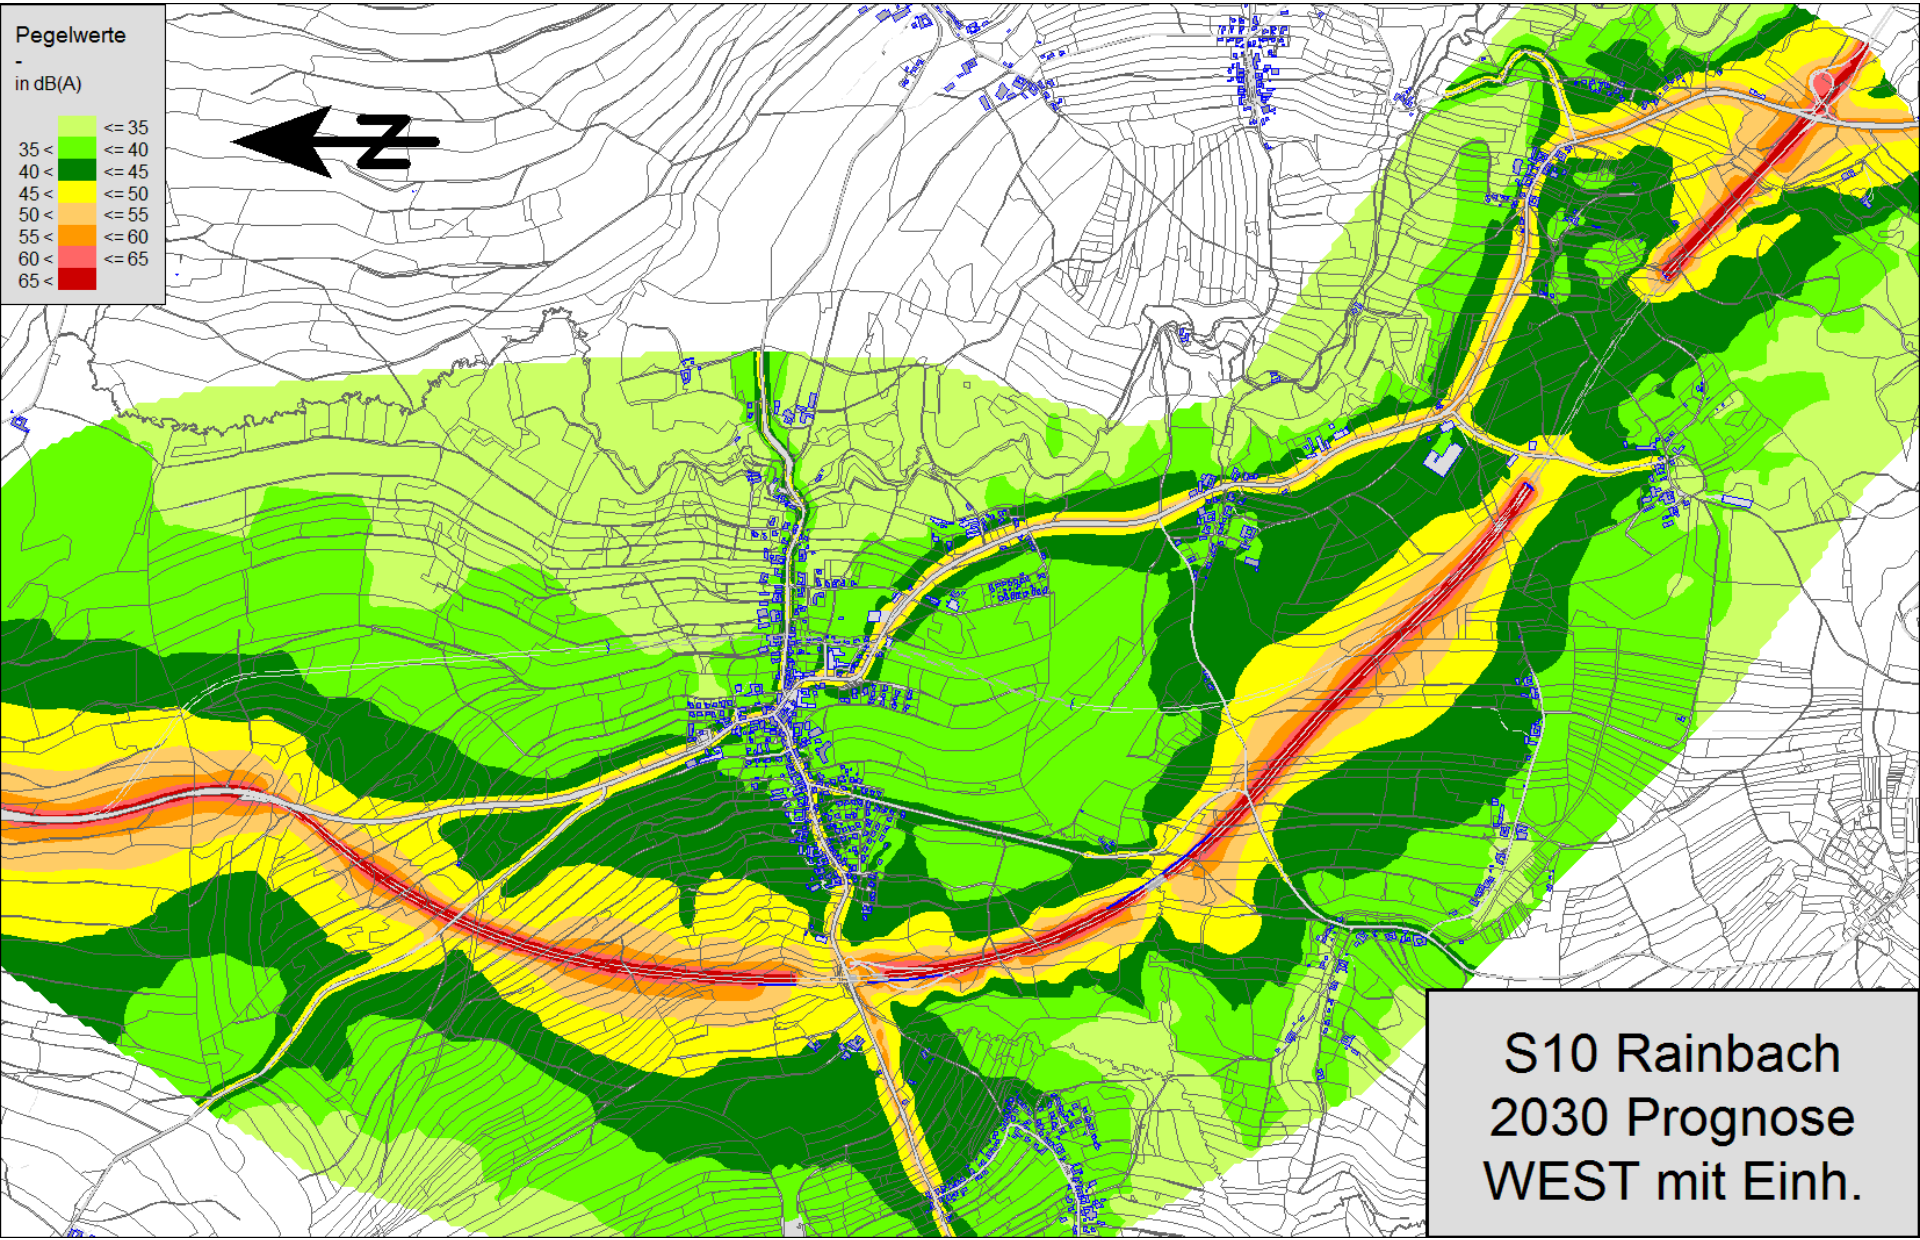 Pegelwerte
-
in dB(A)
<= 35
35 < <= 40
40 < <= 45
45 < <= 50
50 < <= 55
55 < <= 60
60 < <= 65
65 <
N
S10 Rainbach
2030 Prognose
WEST mit Einh.